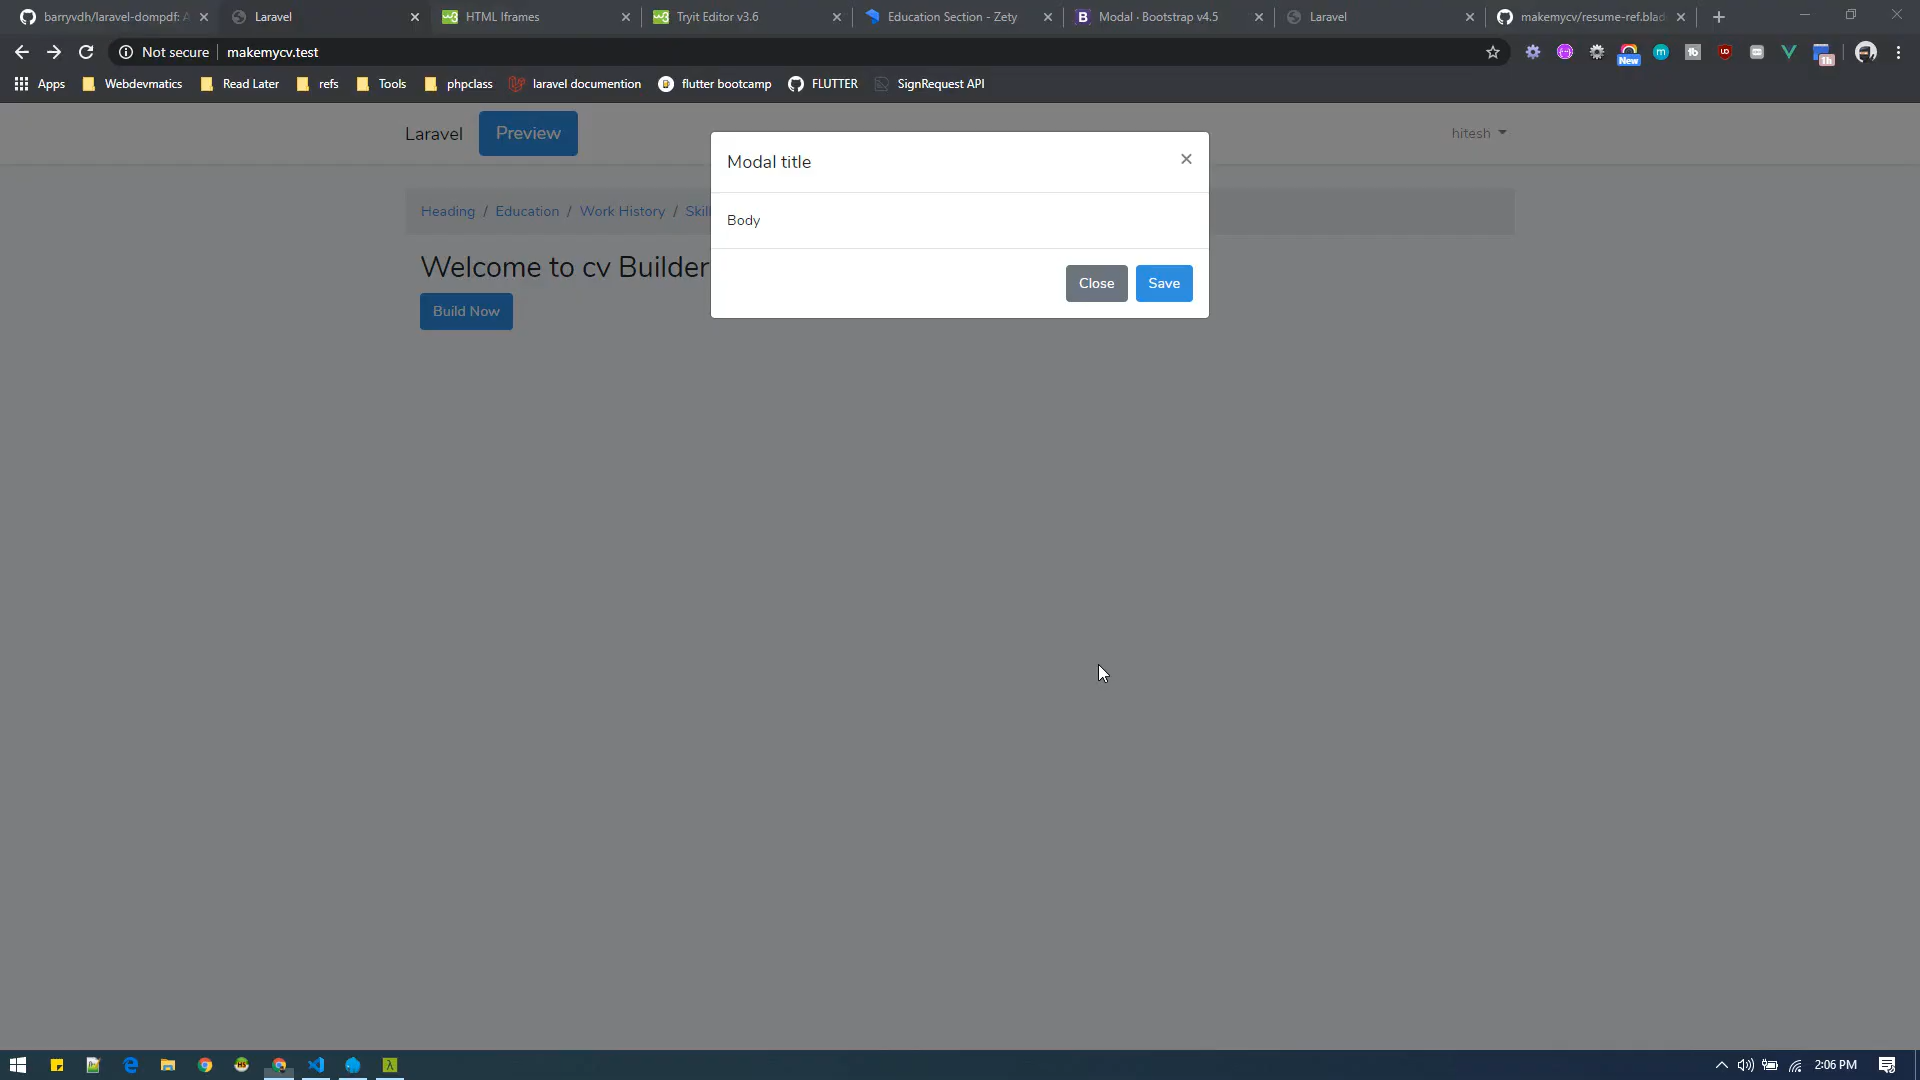 barryvdh/laravel-dompdf: A
Laravel
HTML Iframes
Tryit Editor v3.6
Education Section - Zety
Modal · Bootstrap v4.5
Laravel
makemycv/resume-ref.blad
Not secure
makemycv.test
New
1h
Apps
Webdevmatics
Read Later
refs
Tools
phpclass
laravel documention
flutter bootcamp
FLUTTER
SignRequest API
Laravel
Preview
hitesh
Modal title
×
Heading / Education / Work History / Skil
Body
Welcome to cv Builder
Close
Save
Build Now
2:06 PM